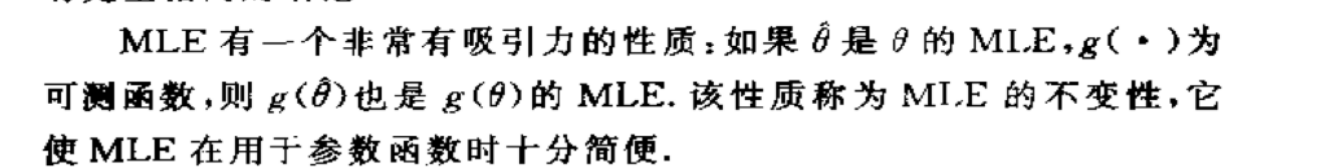 MLE 有一个非常有吸引力的性质:如果 θ̂ 是 θ 的 MLE,g(·)为
可测函数,则 g(θ̂)也是 g(θ)的 MLE. 该性质称为 MLE 的不变性,它
使 MLE 在用于参数函数时十分简便.